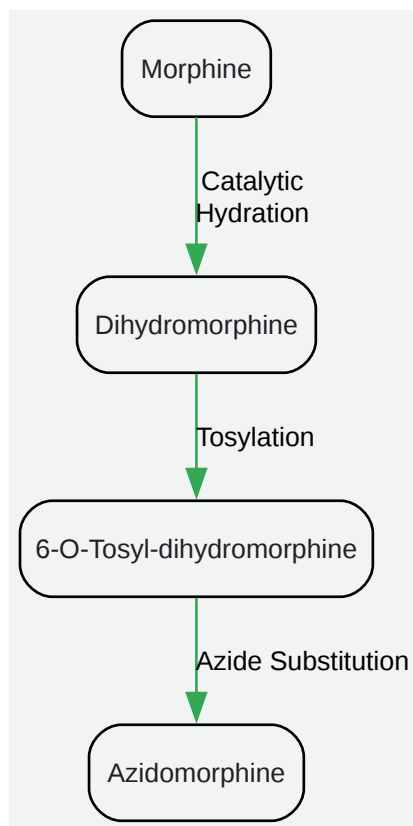 Morphine
Catalytic
Hydration
Dihydromorphine
Tosylation
6-O-Tosyl-dihydromorphine
Azide Substitution
Azidomorphine